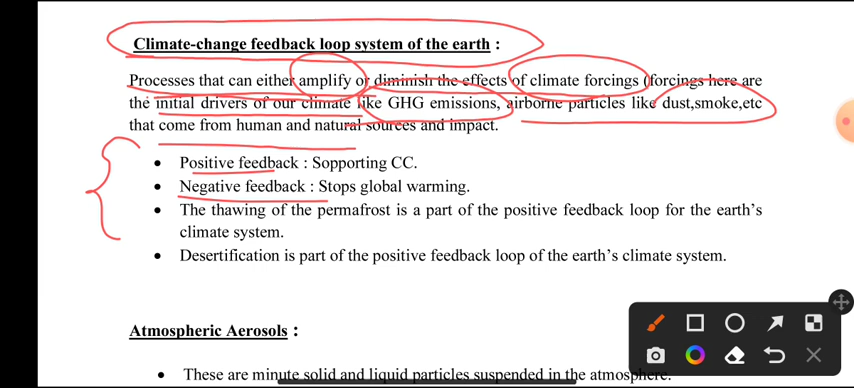 Climate-change feedback loop system of the earth :
Processes that can either amplify or diminish the effects of climate forcings (forcings here are
the initial drivers of our climate like GHG emissions, airborne particles like dust,smoke,etc
that come from human and natural sources and impact.
• Positive feedback : Sopporting CC.
• Negative feedback : Stops global warming.
• The thawing of the permafrost is a part of the positive feedback loop for the earth’s
climate system.
• Desertification is part of the positive feedback loop of the earth’s climate system.
Atmospheric Aerosols :
• These are minute solid and liquid particles suspended in the atmosphere.